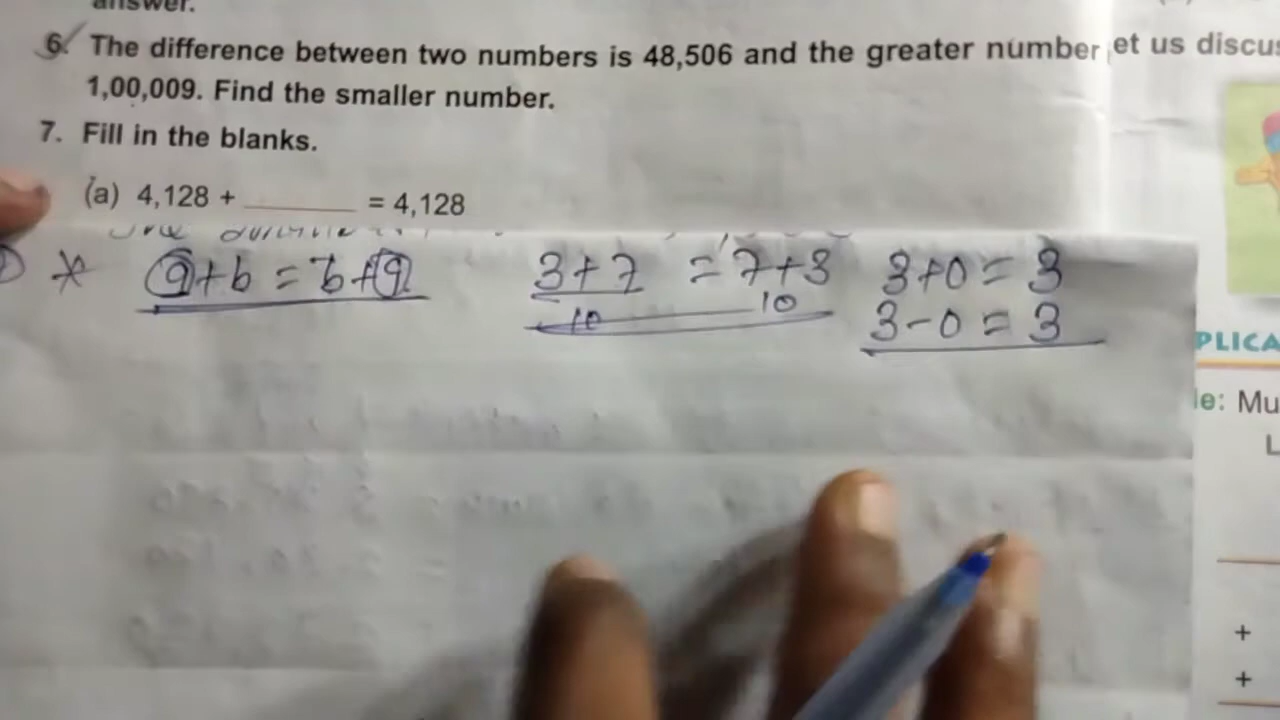 answer.
6. The difference between two numbers is 48,506 and the greater number
1,00,009. Find the smaller number.
7. Fill in the blanks.
(a) 4,128 + ______ = 4,128
* a+b = b+a
3+7 = 7+3
10 10
3+0 = 3
3-0 = 3
et us discus
PLICA
le: Mu
L
+
+